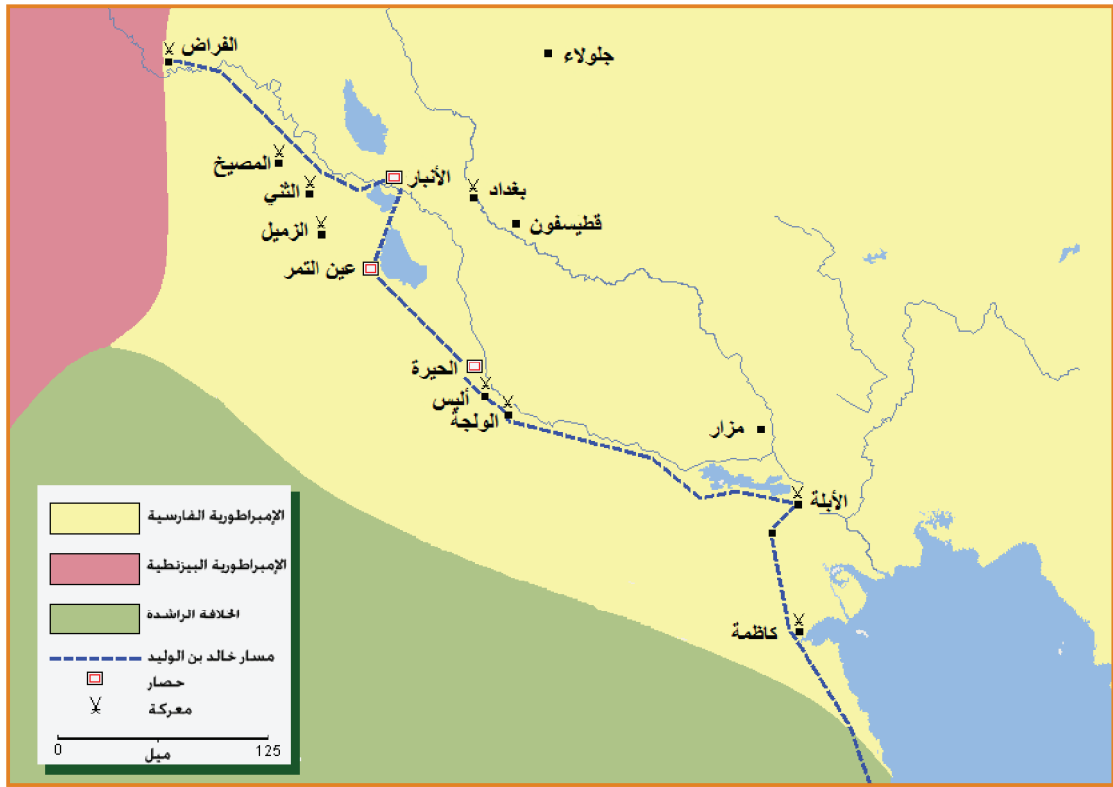 جلولاء
الفراض
المصيخ
الثني
الأنبار
بغداد
الزميل
قطيسفون
عين التمر
الحيرة
أليس
الولجة
مزار
الأبلة
كاظمة
الإمبراطورية الفارسية
الإمبراطورية البيزنطية
الخلافة الراشدة
مسار خالد بن الوليد
حصار
معركة
0 125
ميل